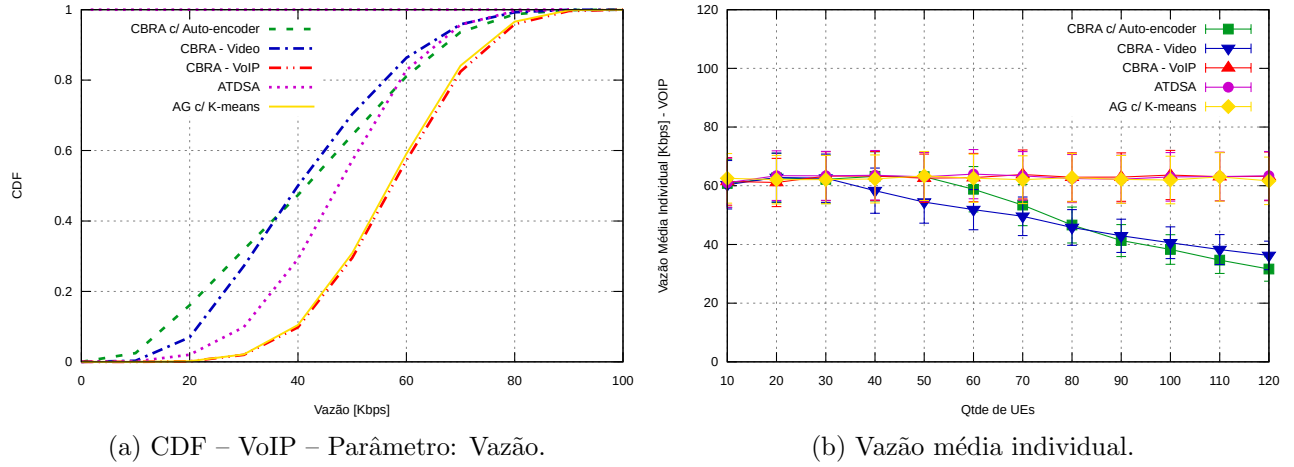 1
0.8
0.6
0.4
0.2
0
CDF
CBRA c/ Auto-encoder
CBRA - Video
CBRA - VoIP
ATDSA
AG c/ K-means
0 20 40 60 80 100
Vazão [Kbps]
(a) CDF – VoIP – Parâmetro: Vazão.
120
100
80
60
40
20
0
Vazão Média Individual [Kbps] - VOIP
CBRA c/ Auto-encoder
CBRA - Video
CBRA - VoIP
ATDSA
AG c/ K-means
10 20 30 40 50 60 70 80 90 100 110 120
Qtde de UEs
(b) Vazão média individual.